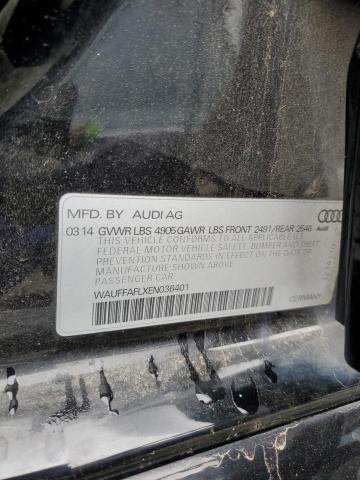 MFD. BY AUDI AG
03 14 GVWR LBS 4905 GAWR LBS FRONT 2491/REAR 2546
THIS VEHICLE CONFORMS TO ALL APPLICABLE U.S.
FEDERAL MOTOR VEHICLE SAFETY, BUMPER AND THEFT
PREVENTION STANDARDS IN EFFECT ON THE DATE OF
MANUFACTURE SHOWN ABOVE.
PASSENGER CAR
WAUFFAFLXEN036401
Audi
GERMANY